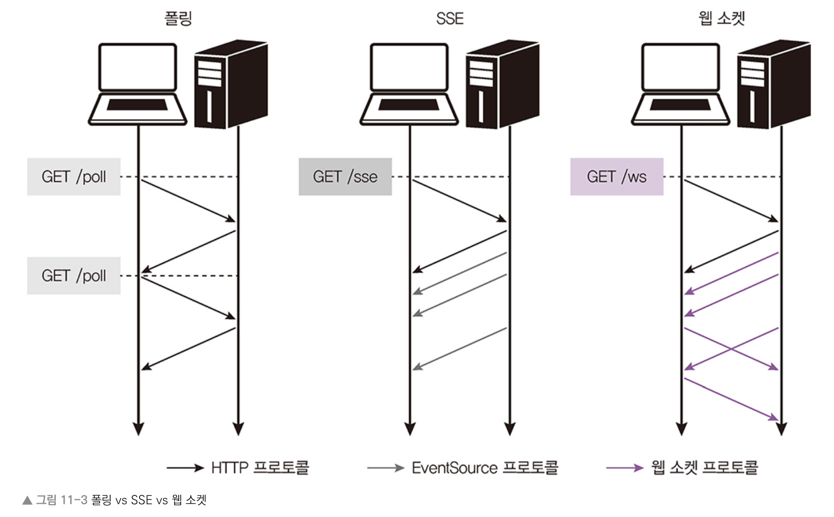 폴링
SSE
웹 소켓
GET /poll
GET /sse
GET /ws
GET /poll
HTTP 프로토콜
EventSource 프로토콜
웹 소켓 프로토콜
▲ 그림 11-3 폴링 vs SSE vs 웹 소켓